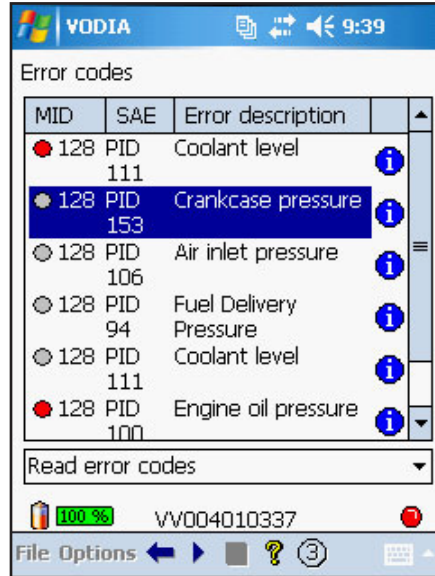 VODIA 9:39
Error codes
MID SAE Error description
128 PID 111 Coolant level
128 PID 153 Crankcase pressure
128 PID 106 Air inlet pressure
128 PID 94 Fuel Delivery Pressure
128 PID 111 Coolant level
128 PID 100 Engine oil pressure
Read error codes
100 % VV004010337
File Options ? 3